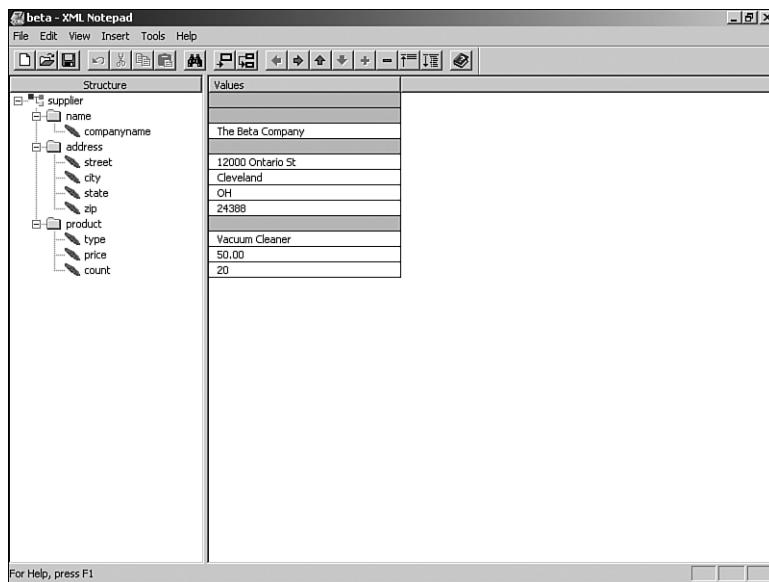 beta - XML Notepad
File Edit View Insert Tools Help
Structure Values
supplier
name
companyname The Beta Company
address
street 12000 Ontario St
city Cleveland
state OH
zip 24388
product
type Vacuum Cleaner
price 50.00
count 20
For Help, press F1